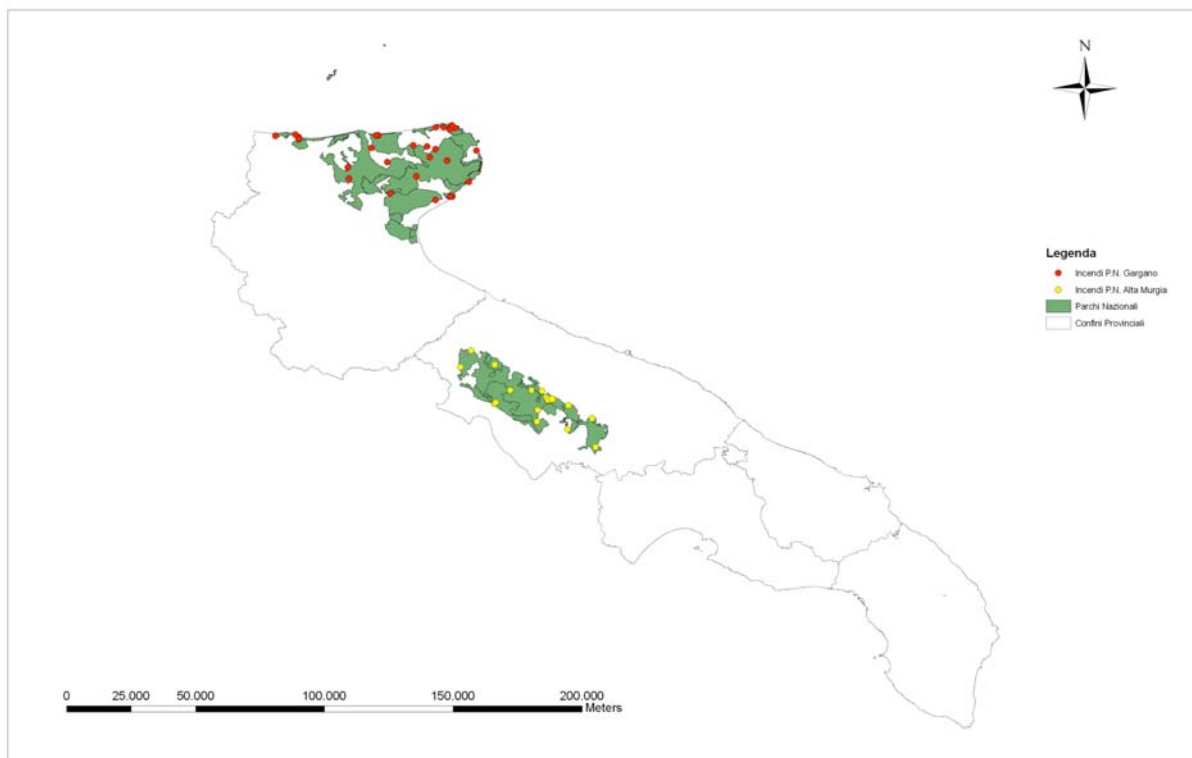 N
Legenda
Incendi P.N. Gargano
Incendi P.N. Alta Murgia
Parchi Nazionali
Confini Provinciali
0 25.000 50.000 100.000 150.000 200.000
Meters